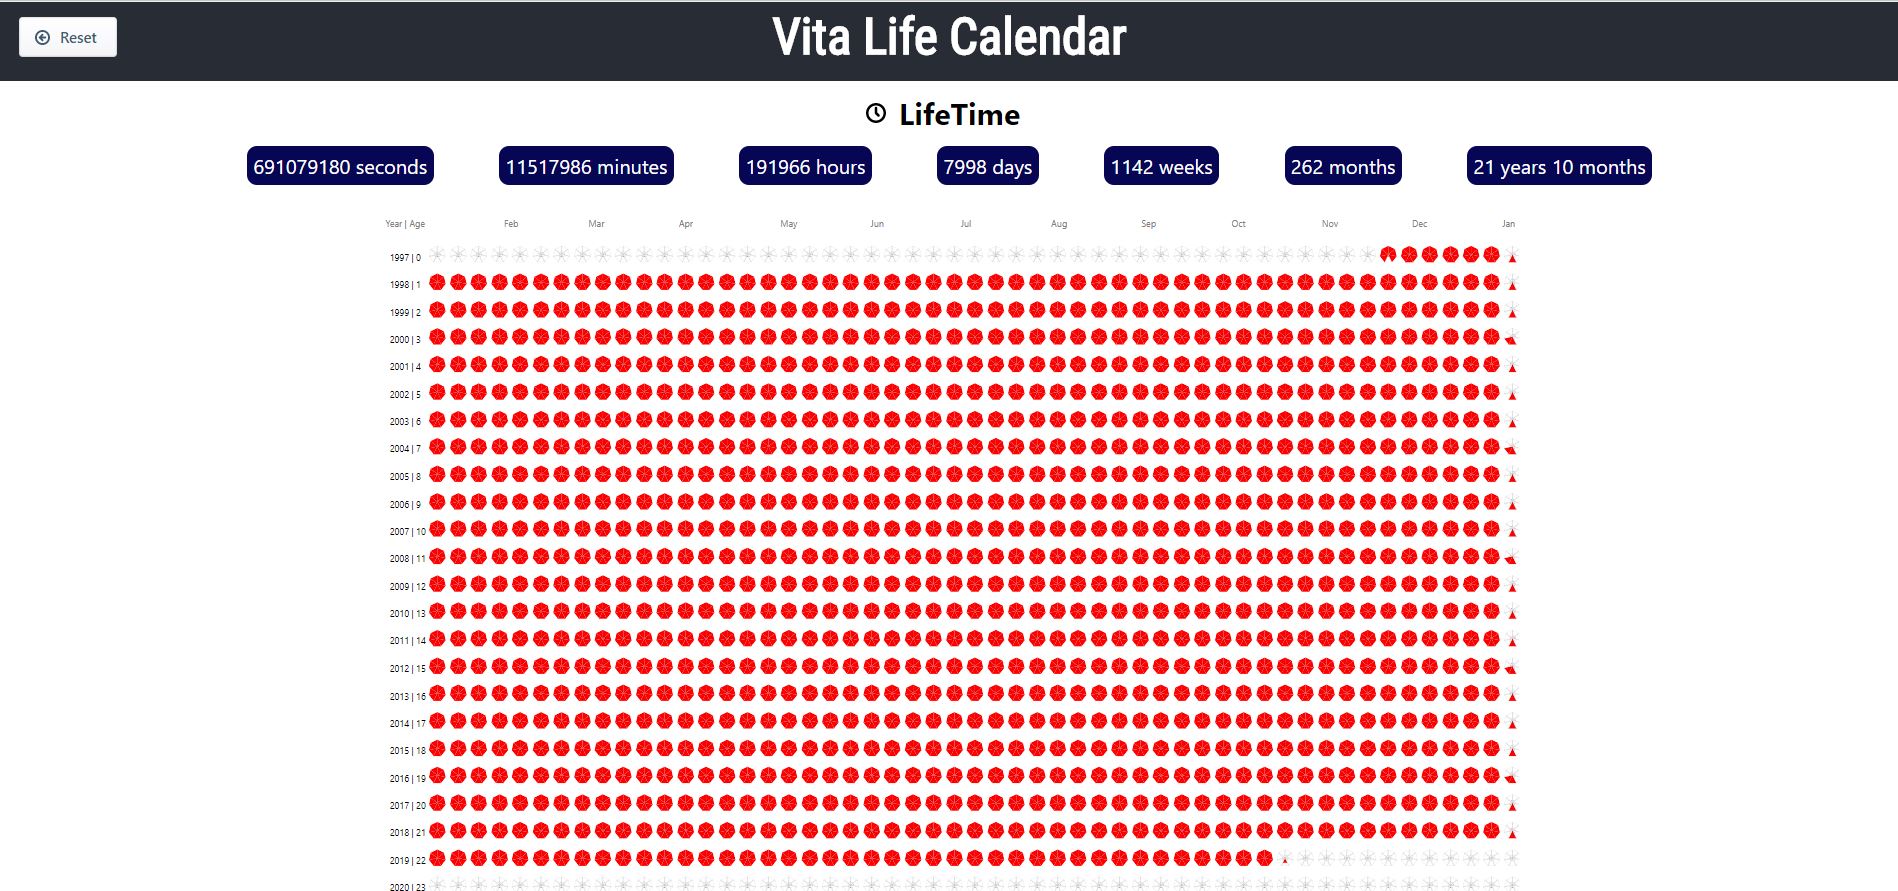 Reset
Vita Life Calendar
LifeTime
691079180 seconds 11517986 minutes 191966 hours 7998 days 1142 weeks 262 months 21 years 10 months
Year | Age Feb Mar Apr May Jun Jul Aug Sep Oct Nov Dec Jan
1997 | 0
1998 | 1
1999 | 2
2000 | 3
2001 | 4
2002 | 5
2003 | 6
2004 | 7
2005 | 8
2006 | 9
2007 | 10
2008 | 11
2009 | 12
2010 | 13
2011 | 14
2012 | 15
2013 | 16
2014 | 17
2015 | 18
2016 | 19
2017 | 20
2018 | 21
2019 | 22
2020 | 23